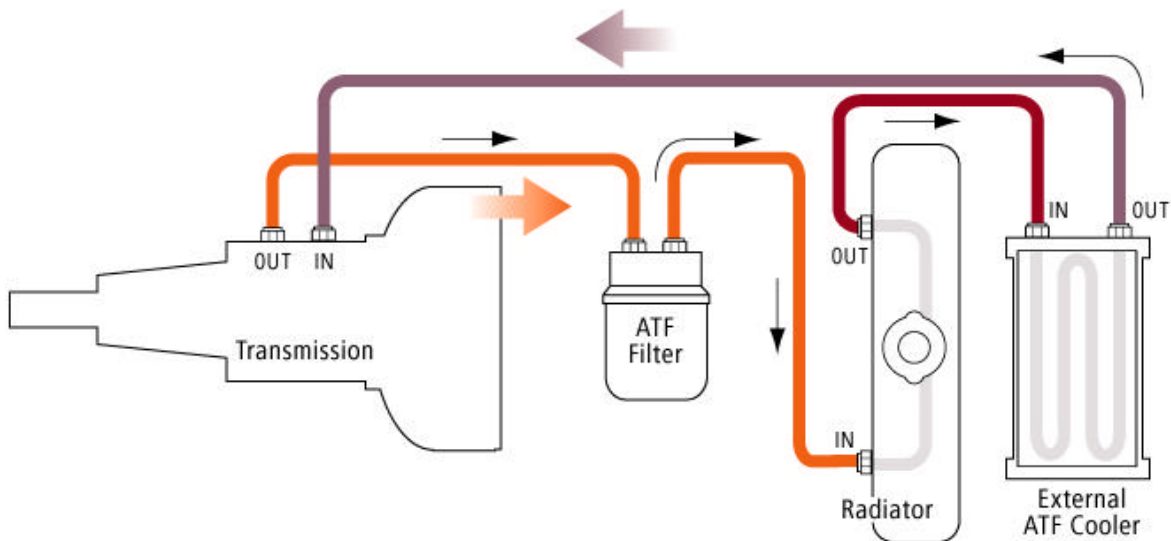 OUT
IN
Transmission
ATF
Filter
OUT
IN
Radiator
IN
OUT
External
ATF Cooler